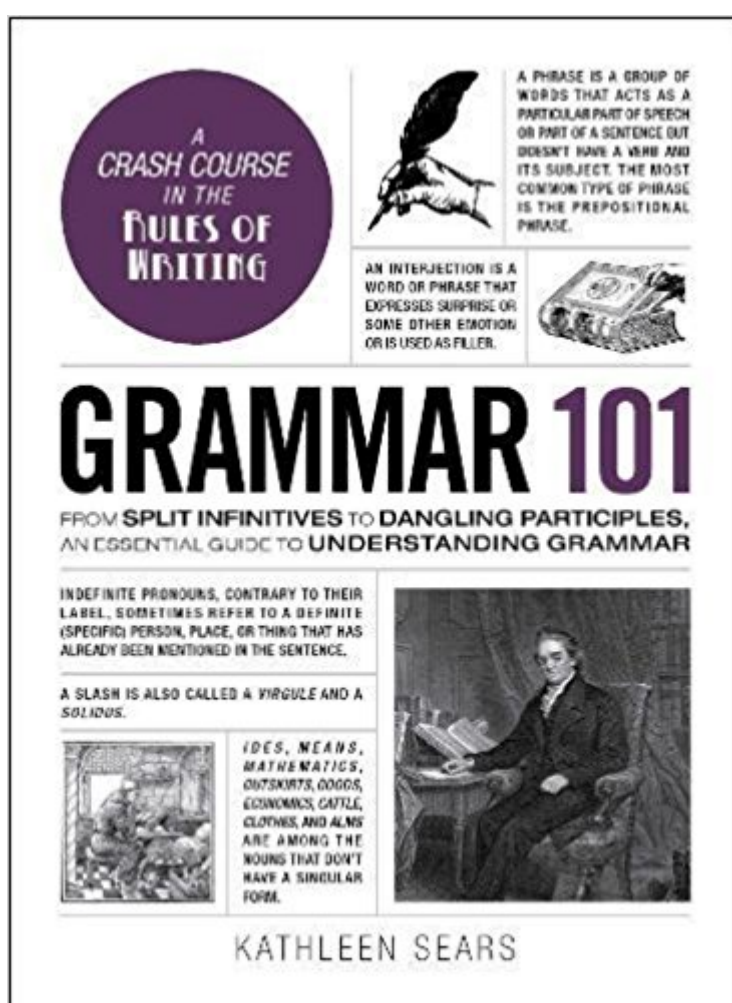 A
CRASH COURSE
IN THE
RULES OF
WRITING
A PHRASE IS A GROUP OF
WORDS THAT ACTS AS A
PARTICULAR PART OF SPEECH
OR PART OF A SENTENCE BUT
DOESN'T HAVE A VERB AND
ITS SUBJECT. THE MOST
COMMON TYPE OF PHRASE
IS THE PREPOSITIONAL
PHRASE.
AN INTERJECTION IS A
WORD OR PHRASE THAT
EXPRESSES SURPRISE OR
SOME OTHER EMOTION
OR IS USED AS FILLER.
GRAMMAR 101
FROM SPLIT INFINITIVES TO DANGLING PARTICIPLES,
AN ESSENTIAL GUIDE TO UNDERSTANDING GRAMMAR
INDEFINITE PRONOUNS, CONTRARY TO THEIR
LABEL, SOMETIMES REFER TO A DEFINITE
(SPECIFIC) PERSON, PLACE, OR THING THAT HAS
ALREADY BEEN MENTIONED IN THE SENTENCE.
A SLASH IS ALSO CALLED A VIRGULE AND A
SOLIDUS.
IDES, MEANS,
MATHEMATICS,
OUTSKIRTS, GOODS,
ECONOMICS, CATTLE,
CLOTHES, AND ALMS
ARE AMONG THE
NOUNS THAT DON'T
HAVE A SINGULAR
FORM.
KATHLEEN SEARS